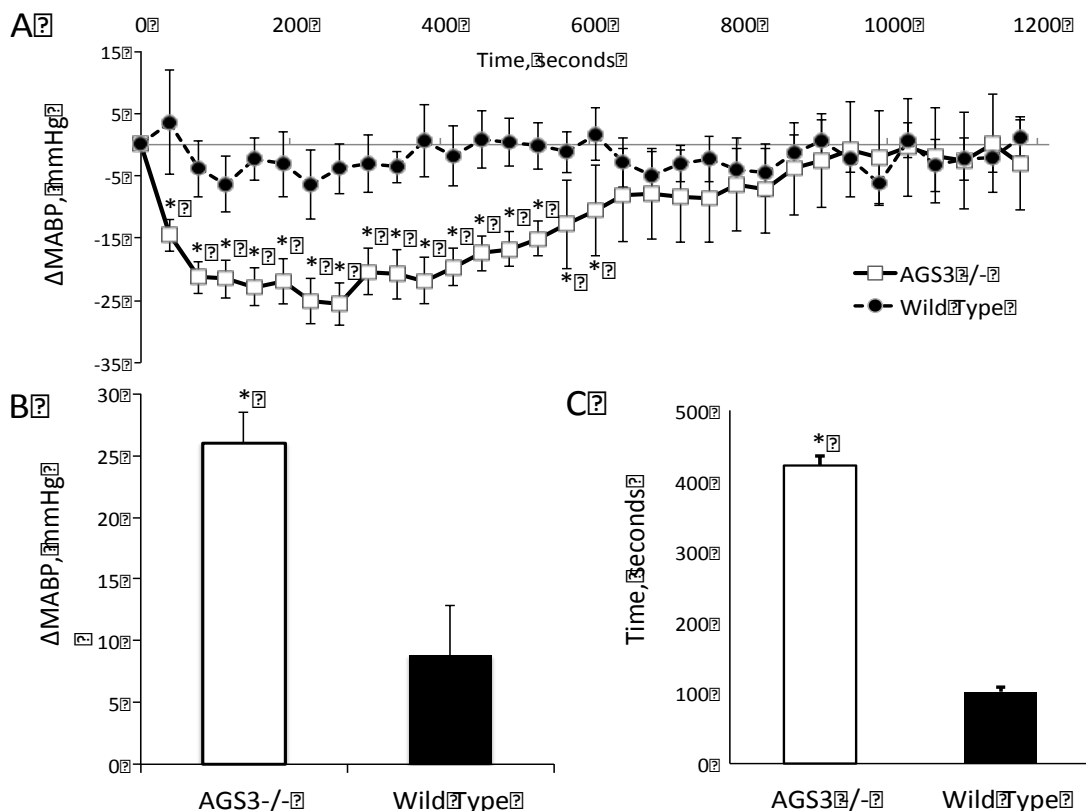 A
0 200 400 600 800 1000 1200
Time, seconds
15
5
-5
-15
-25
-35
ΔMABP, mmHg
*
* * * * * * * * * * * * *
* *
AGS3 -/-
Wild Type
B
30
25
20
15
10
5
0
ΔMABP, mmHg
*
AGS3-/- Wild Type
C
500
400
300
200
100
0
Time, seconds
*
AGS3 -/- Wild Type